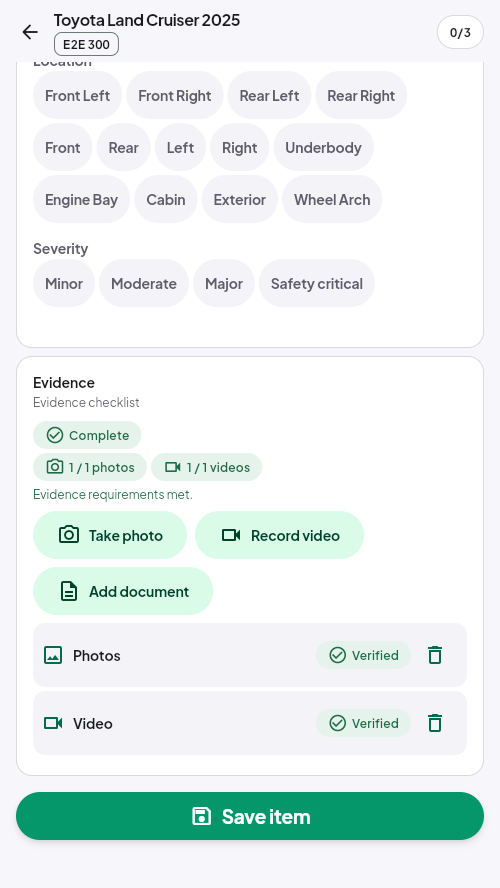 Toyota Land Cruiser 2025
E2E 300
0/3
Location
Front Left Front Right Rear Left Rear Right
Front Rear Left Right Underbody
Engine Bay Cabin Exterior Wheel Arch
Severity
Minor Moderate Major Safety critical
Evidence
Evidence checklist
Complete
1 / 1 photos 1 / 1 videos
Evidence requirements met.
Take photo Record video
Add document
Photos Verified
Video Verified
Save item